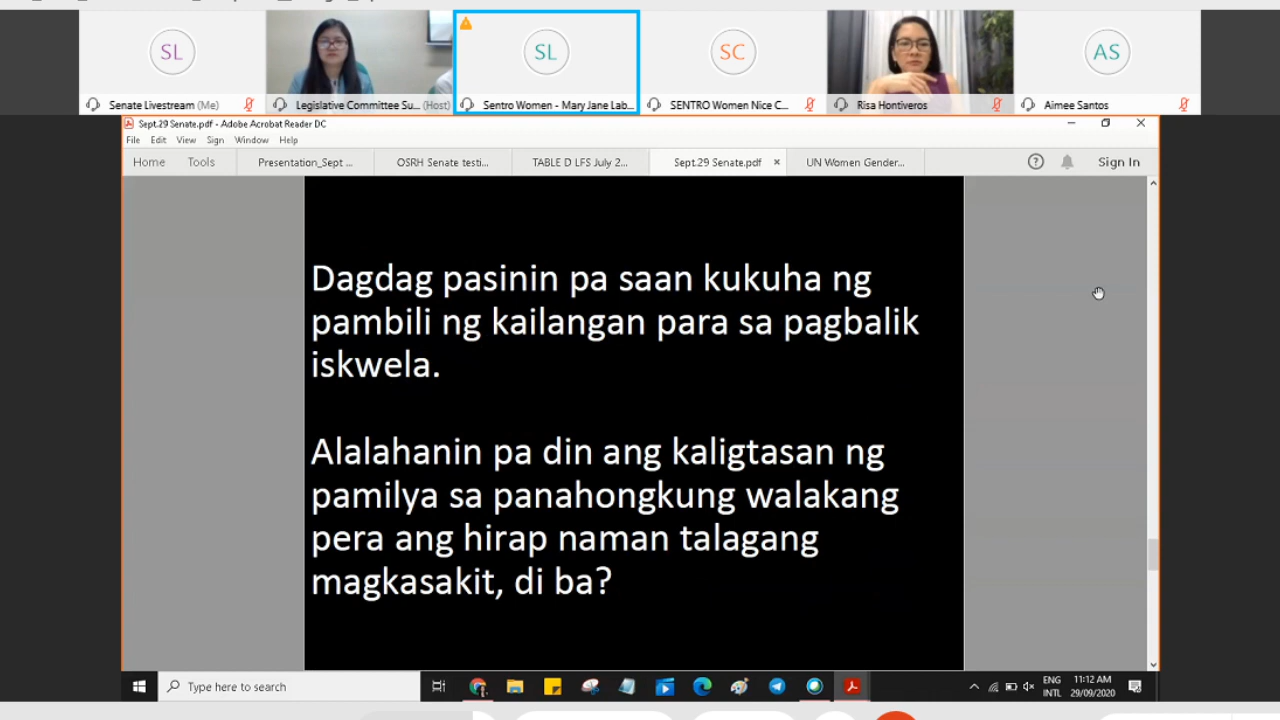 SL
SL
SC
AS
Senate Livestream (Me)
Legislative Committee Su... (Host)
Sentro Women - Mary Jane Lab...
SENTRO Women Nice C...
Risa Hontiveros
Aimee Santos
Sept.29 Senate.pdf - Adobe Acrobat Reader DC
File Edit View Sign Window Help
Home Tools Presentation_Sept ... OSRH Senate testi... TABLE D LFS July 2... Sept.29 Senate.pdf × UN Women Gender... Sign In
Dagdag pasinin pa saan kukuha ng
pambili ng kailangan para sa pagbalik
iskwela.
Alalahanin pa din ang kaligtasan ng
pamilya sa panahongkung walakang
pera ang hirap naman talagang
magkasakit, di ba?
Type here to search
ENG
INTL
11:12 AM
29/09/2020